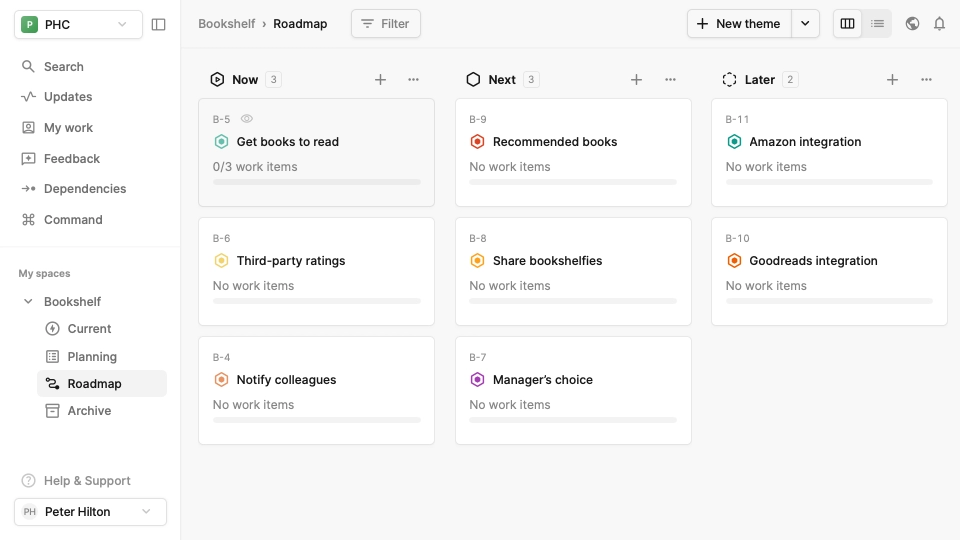 P PHC
Search
Updates
My work
Feedback
Dependencies
Command
My spaces
Bookshelf
Current
Planning
Roadmap
Archive
Help & Support
PH Peter Hilton
Bookshelf › Roadmap
Filter
New theme
Now 3
B-5
Get books to read
0/3 work items
B-6
Third-party ratings
No work items
B-4
Notify colleagues
No work items
Next 3
B-9
Recommended books
No work items
B-8
Share bookshelfies
No work items
B-7
Manager’s choice
No work items
Later 2
B-11
Amazon integration
No work items
B-10
Goodreads integration
No work items